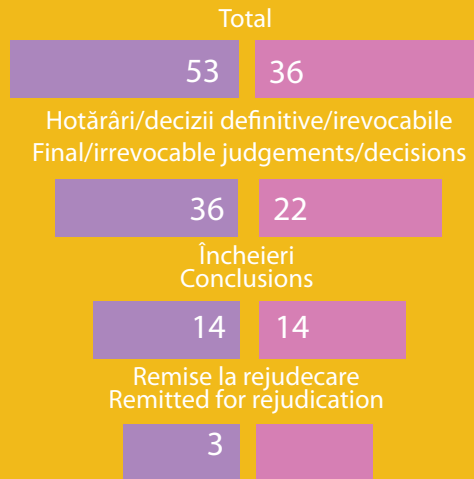 Total
53 36
Hotărâri/decizii definitive/irevocabile
Final/irrevocable judgements/decisions
36 22
Încheieri
Conclusions
14 14
Remise la rejudecare
Remitted for rejudication
3